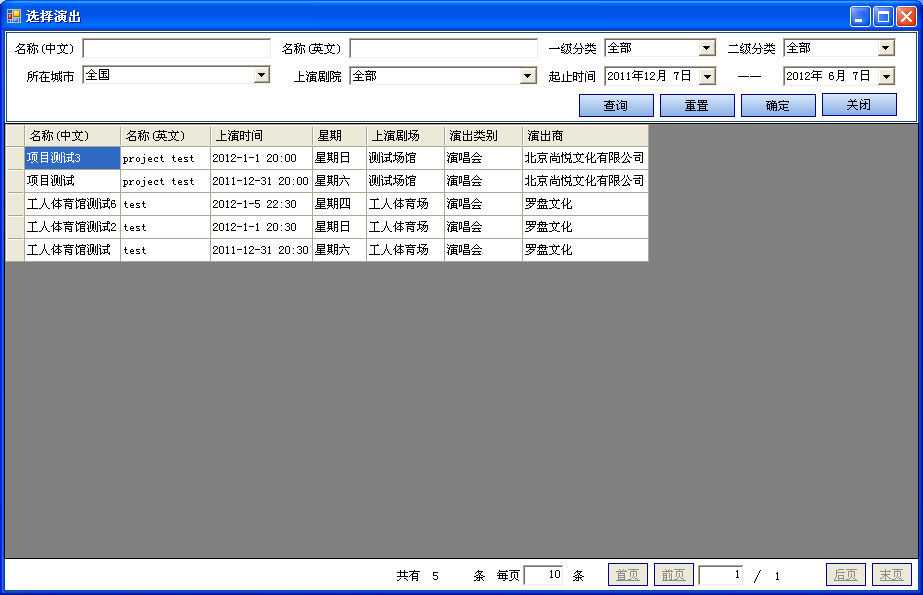 选择演出
名称(中文) 名称(英文) 一级分类 全部 二级分类 全部
所在城市 全国 上演剧院 全部 起止时间 2011年12月 7日 —— 2012年 6月 7日
查询 重置 确定 关闭
名称(中文) 名称(英文) 上演时间 星期 上演剧场 演出类别 演出商
项目测试3 project test 2012-1-1 20:00 星期日 测试场馆 演唱会 北京尚悦文化有限公司
项目测试 project test 2011-12-31 20:00 星期六 测试场馆 演唱会 北京尚悦文化有限公司
工人体育馆测试6 test 2012-1-5 22:30 星期四 工人体育场 演唱会 罗盘文化
工人体育馆测试2 test 2012-1-1 20:30 星期日 工人体育场 演唱会 罗盘文化
工人体育馆测试 test 2011-12-31 20:30 星期六 工人体育场 演唱会 罗盘文化
共有 5 条 每页 10 条 首页 前页 1 / 1 后页 末页